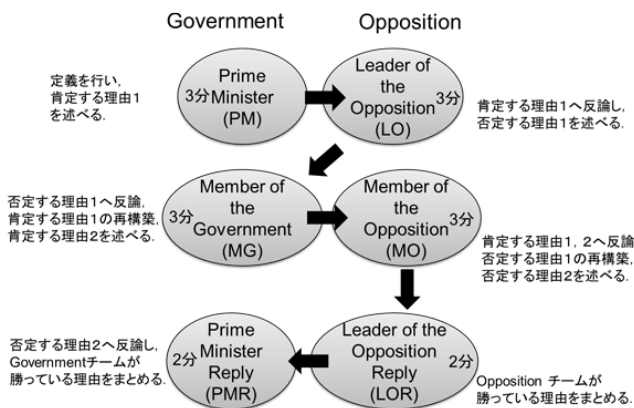 Government
Opposition
定義を行い,
肯定する理由1
を述べる.
3分
Prime
Minister
(PM)
Leader of
the
Opposition
(LO)
3分
肯定する理由1へ反論し,
否定する理由1を述べる.
否定する理由1へ反論,
肯定する理由1の再構築,
肯定する理由2を述べる.
3分
Member of
the
Government
(MG)
Member of
the
Opposition
(MO)
3分
肯定する理由1, 2へ反論
否定する理由1の再構築,
否定する理由2を述べる.
否定する理由2へ反論し,
Governmentチームが
勝っている理由をまとめる.
2分
Prime
Minister
Reply
(PMR)
Leader of the
Opposition
Reply
(LOR)
2分
Opposition チームが
勝っている理由をまとめる.